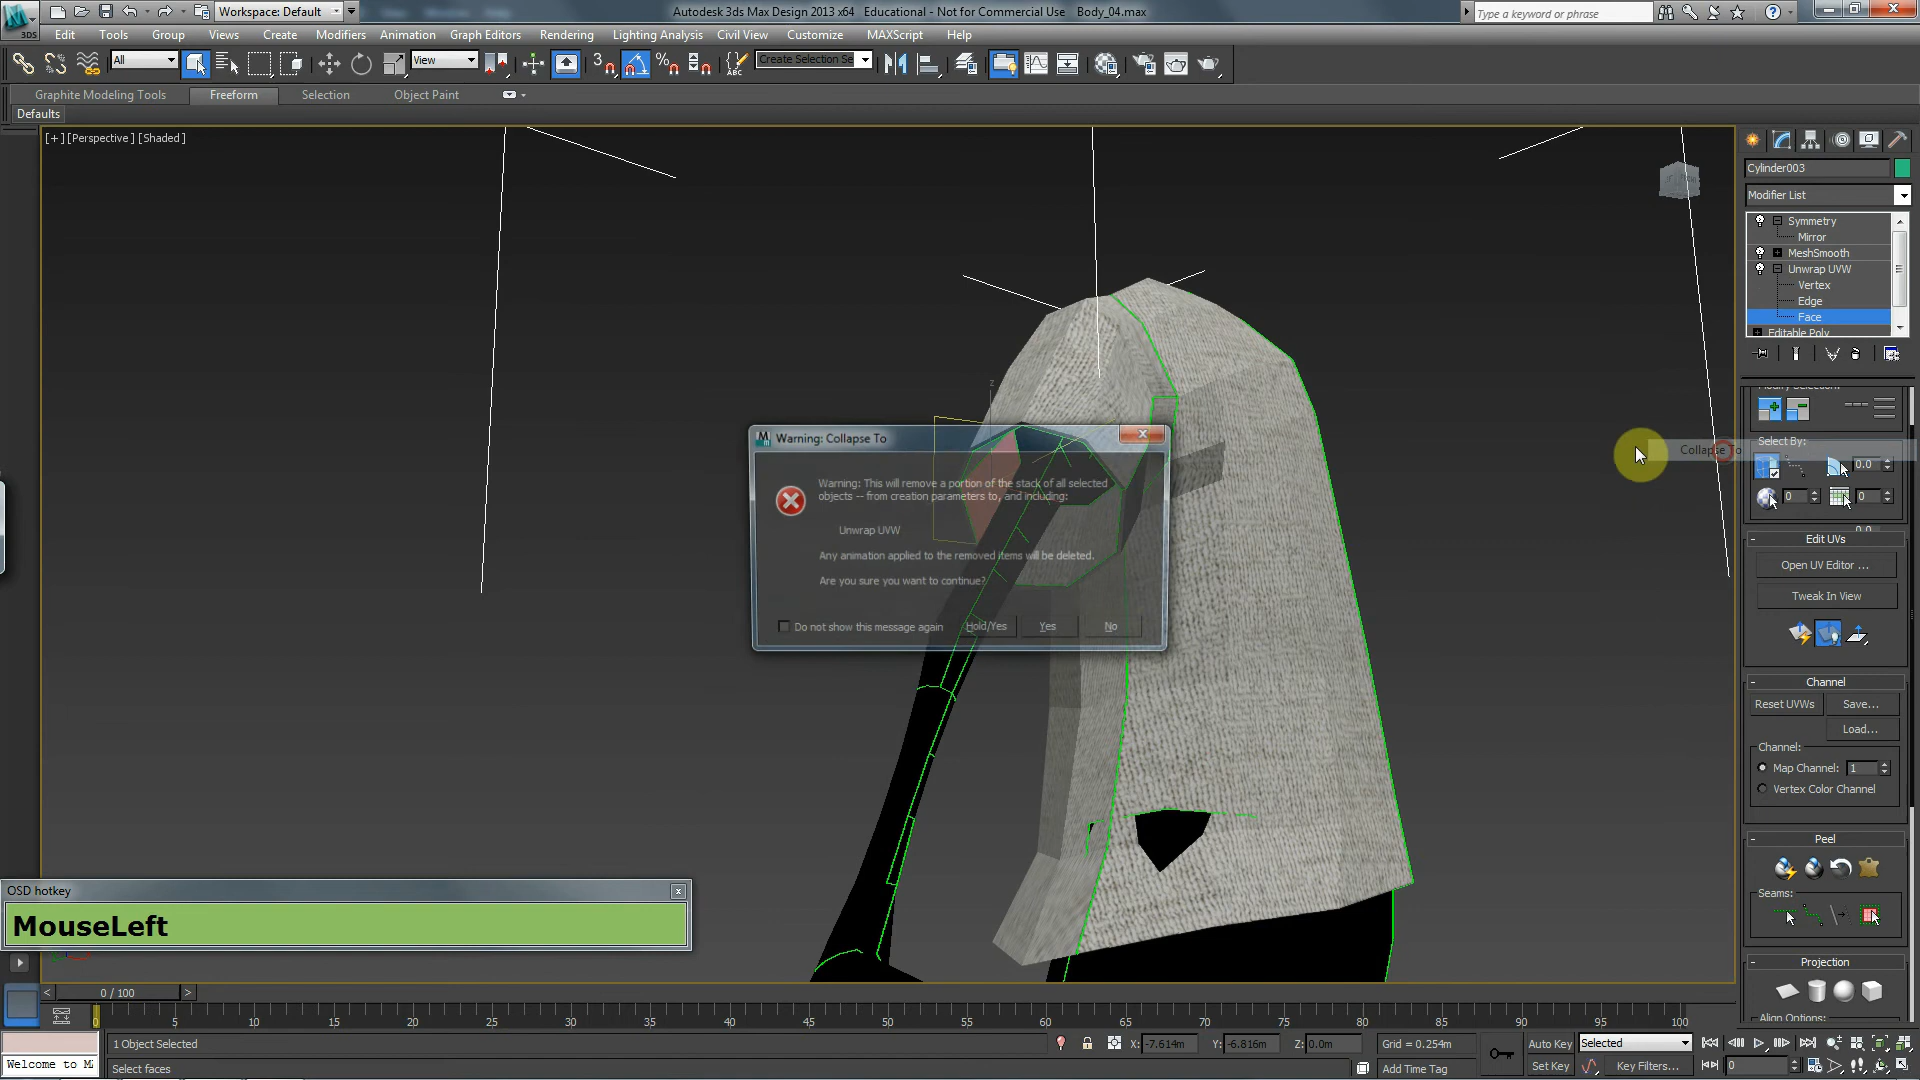 Workspace: Default
Autodesk 3ds Max Design 2013 x64 Educational - Not for Commercial Use Body_04.max
Type a keyword or phrase
3DS
Edit Tools Group Views Create Modifiers Animation Graph Editors Rendering Lighting Analysis Civil View Customize MAXScript Help
All
View
Create Selection Se
Graphite Modeling Tools Freeform Selection Object Paint
Defaults
[+] [Perspective] [Shaded]
Cylinder003
Modifier List
Symmetry
Mirror
MeshSmooth
Unwrap UVW
Vertex
Edge
Face
Editable Poly
Warning: Collapse To
Warning: This will remove a portion of the stack of all selected
objects -- from creation parameters to, and including:
Unwrap UVW
Any animation applied to the removed items will be deleted.
Are you sure you want to continue?
Do not show this message again
Hold/Yes
Yes
No
Modify Selection:
Select By:
Collapse To
0.0
0
0
Edit UVs
Open UV Editor ...
Tweak In View
Channel
Reset UVWs
Save...
Load...
Channel:
Map Channel: 1
Vertex Color Channel
Peel
Seams:
Projection
Align Options:
OSD hotkey
MouseLeft
0 / 100
5 10 15 20 25 30 35 40 45 50 55 60 65 70 75 80 85 90 95 100
1 Object Selected
X: -7.614m Y: -6.816m Z: 0.0m
Grid = 0.254m
Auto Key
Selected
Welcome to M
Select faces
Add Time Tag
Set Key
Key Filters...
0